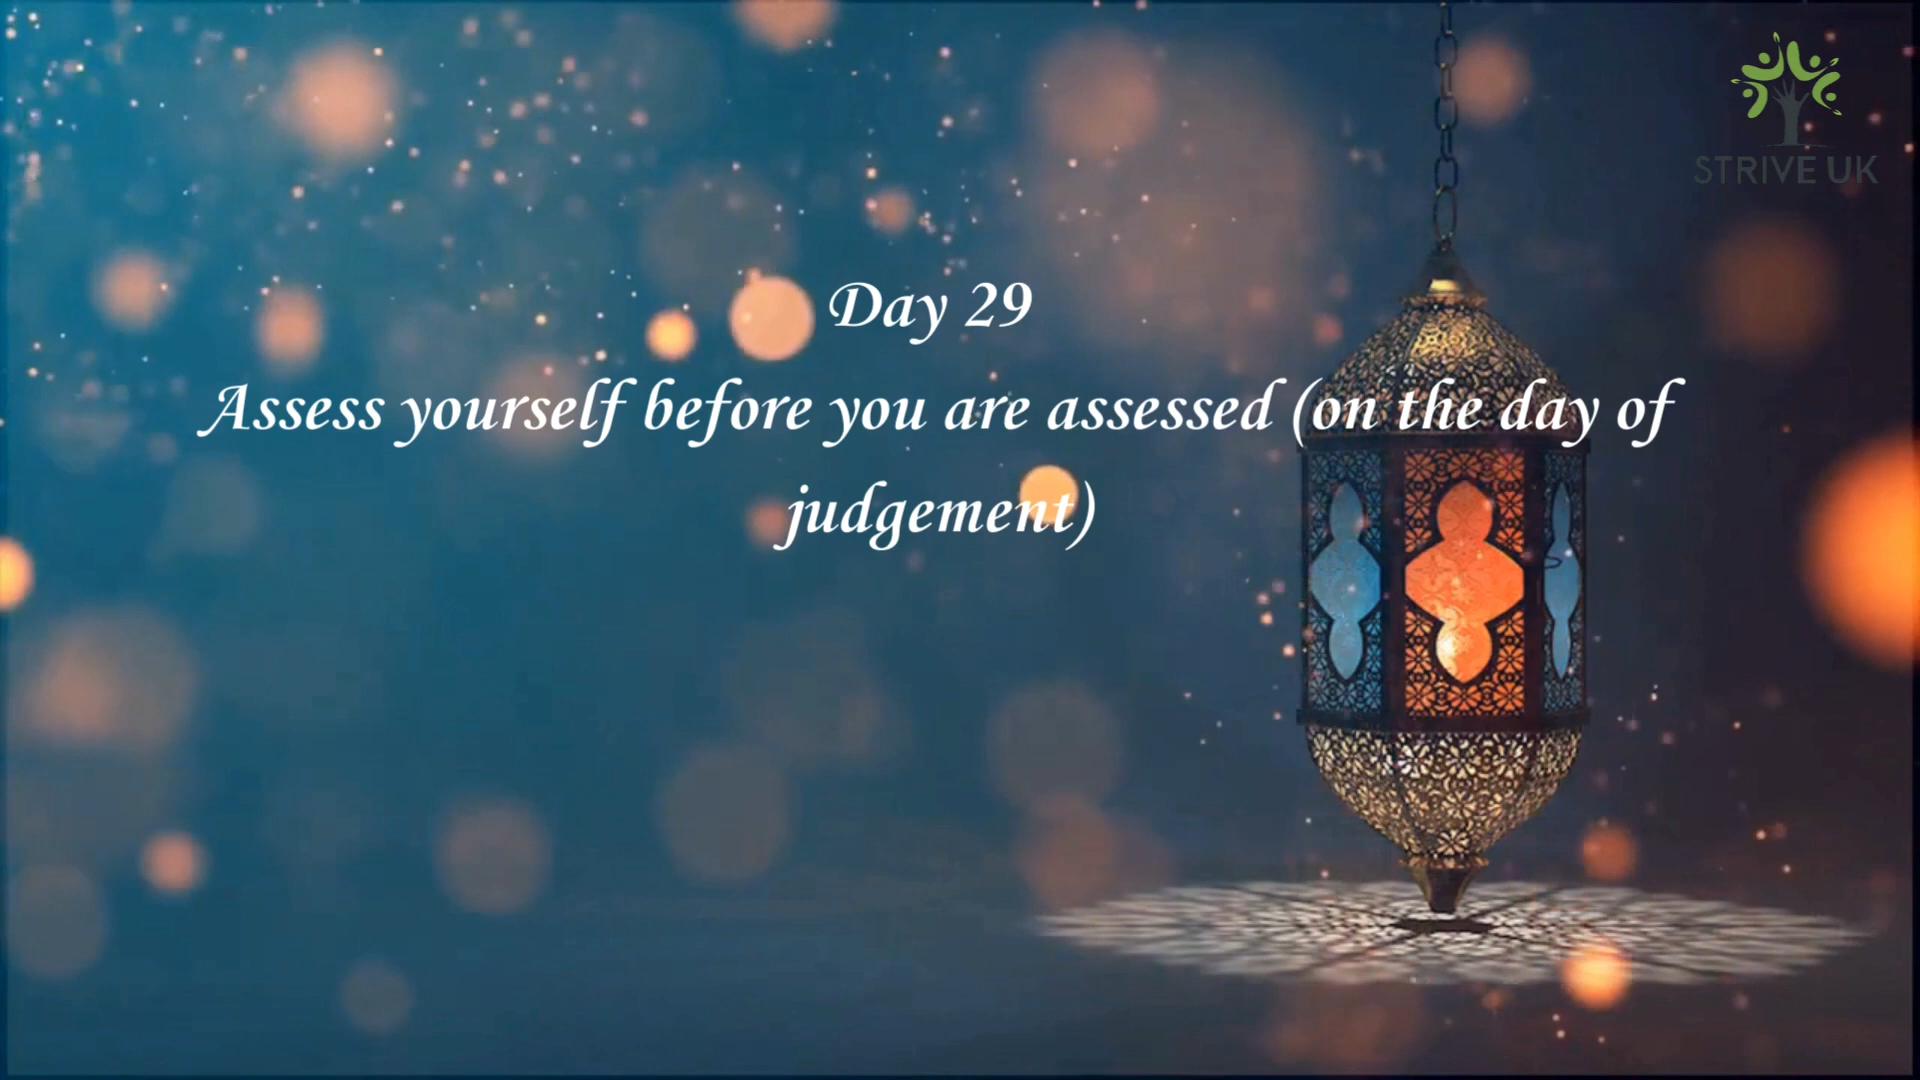 STRIVE UK
Day 29
Assess yourself before you are assessed (on the day of
judgement)